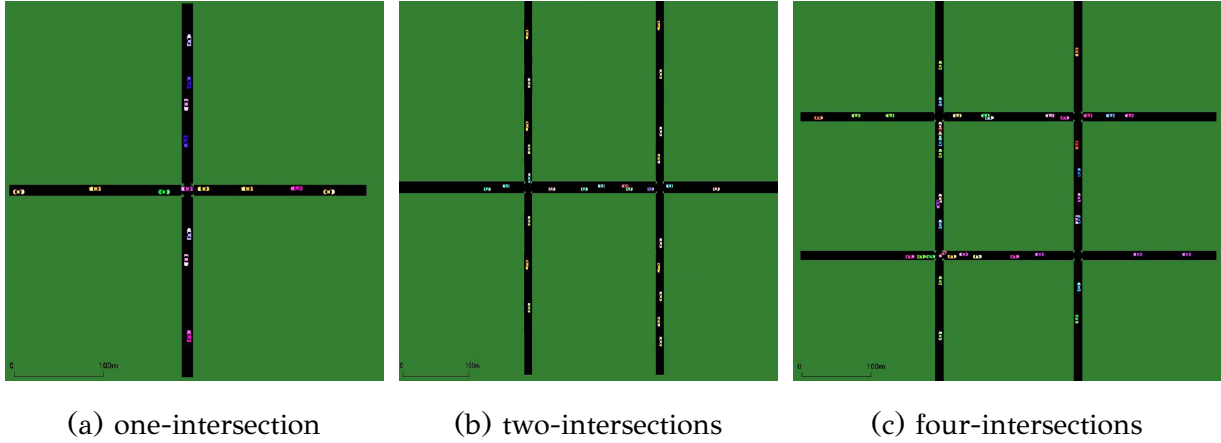 0 100m
0 100m
0 100m
(a) one-intersection
(b) two-intersections
(c) four-intersections